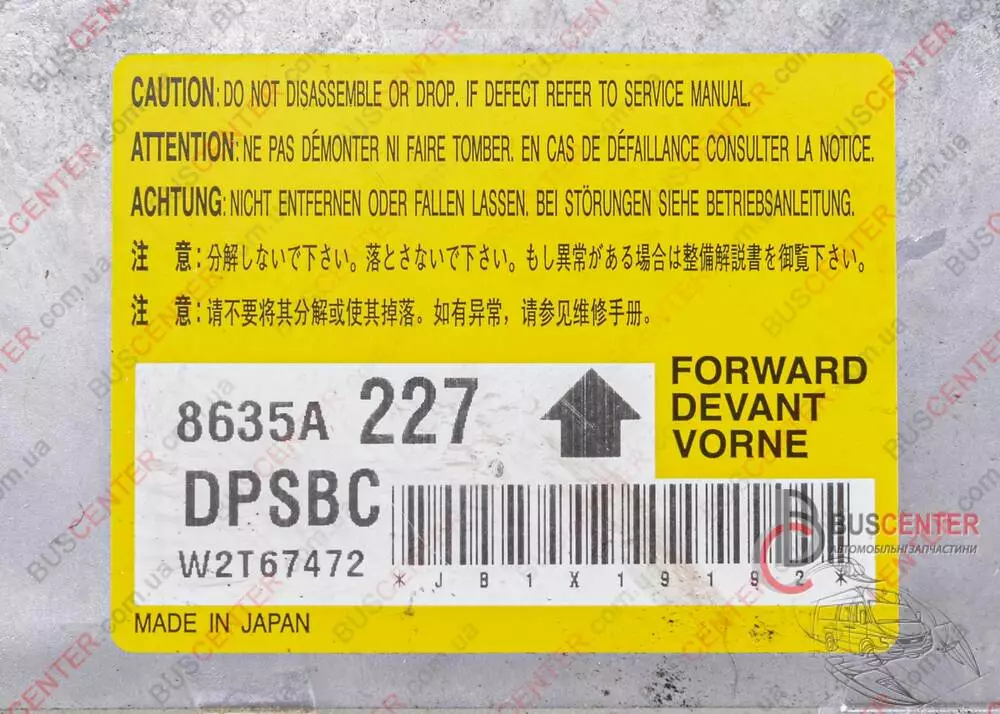 CAUTION: DO NOT DISASSEMBLE OR DROP. IF DEFECT REFER TO SERVICE MANUAL.
ATTENTION: NE PAS DÉMONTER NI FAIRE TOMBER. EN CAS DE DÉFAILLANCE CONSULTER LA NOTICE.
ACHTUNG: NICHT ENTFERNEN ODER FALLEN LASSEN. BEI STÖRUNGEN SIEHE BETRIEBSANLEITUNG.
注 意:分解しないで下さい。落とさないで下さい。もし異常がある場合は整備解説書を御覧下さい。
注 意:请不要将其分解或使其掉落。如有异常，请参见维修手册。
8635A 227
FORWARD
DEVANT
VORNE
DPSBC
W2T67472
*JB1X19192*
MADE IN JAPAN
BUSCENTER
АВТОМОБІЛЬНІ ЗАПЧАСТИНИ
BUSCENTER.com.ua